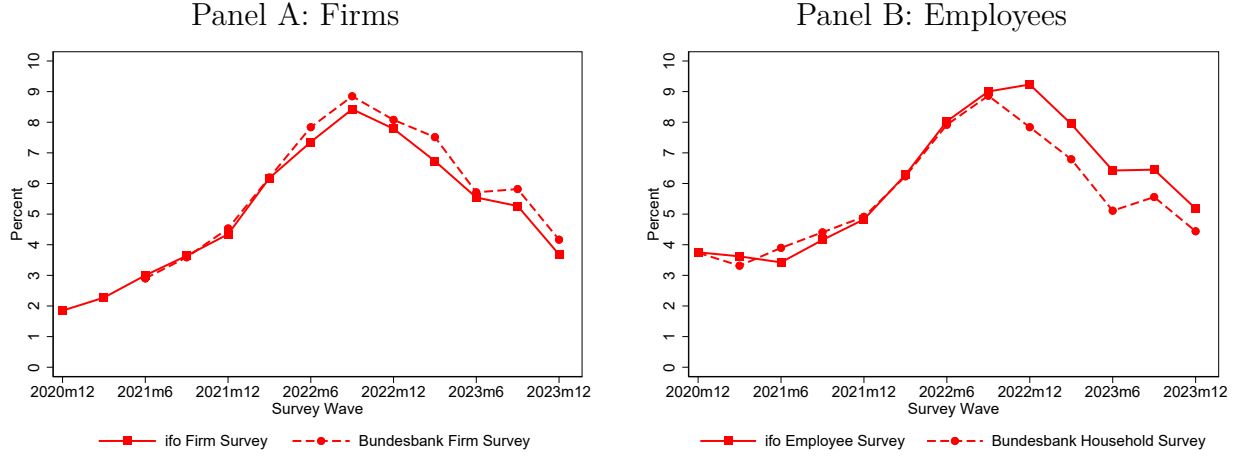 Panel A: Firms
10
9
8
7
6
5
4
3
2
1
0
Percent
2020m12 2021m6 2021m12 2022m6 2022m12 2023m6 2023m12
Survey Wave
ifo Firm Survey Bundesbank Firm Survey
Panel B: Employees
10
9
8
7
6
5
4
3
2
1
0
Percent
2020m12 2021m6 2021m12 2022m6 2022m12 2023m6 2023m12
Survey Wave
ifo Employee Survey Bundesbank Household Survey